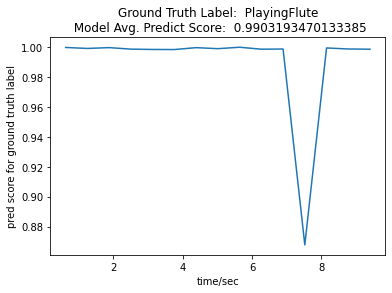 Ground Truth Label:  PlayingFlute
Model Avg. Predict Score:  0.9903193470133385
1.00
0.98
0.96
0.94
0.92
0.90
0.88
pred score for ground truth label
2
4
6
8
time/sec